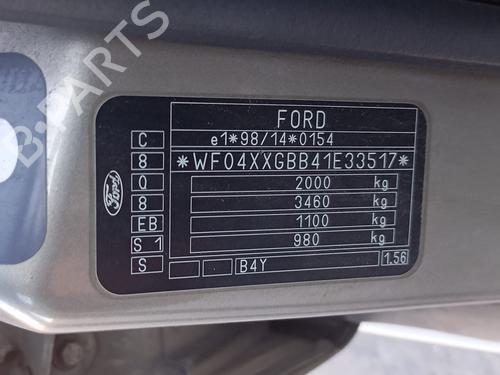 B-PARTS
FORD
C e1*98/14*0154
8 *WF04XXGBB41E33517*
Q 2000 kg
8 3460 kg
EB 1100 kg
S 1 980 kg
S B4Y 1.56
Ford